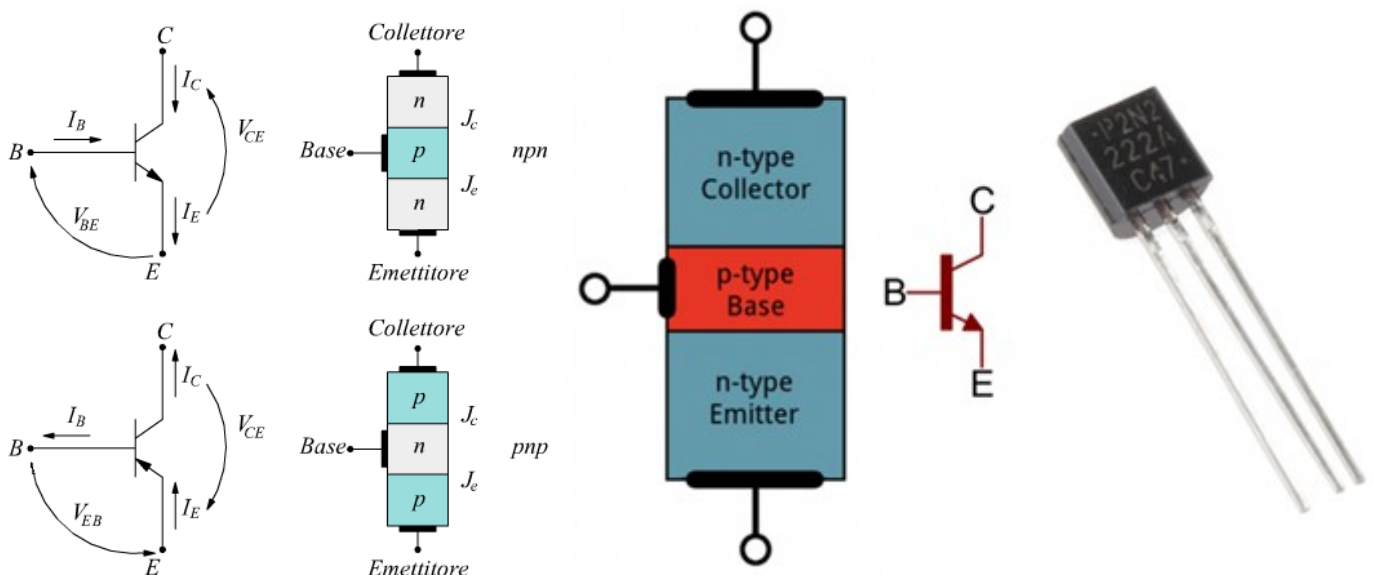 C
I_C
I_B
V_CE
B
I_E
V_BE
E
Collettore
n
J_c
Base
p
npn
J_e
n
Emettitore
C
I_C
I_B
V_CE
B
I_E
V_EB
E
Collettore
p
J_c
Base
n
pnp
J_e
p
Emettitore
n-type
Collector
p-type
Base
n-type
Emitter
C
B
E
P2N2
222A
CA7